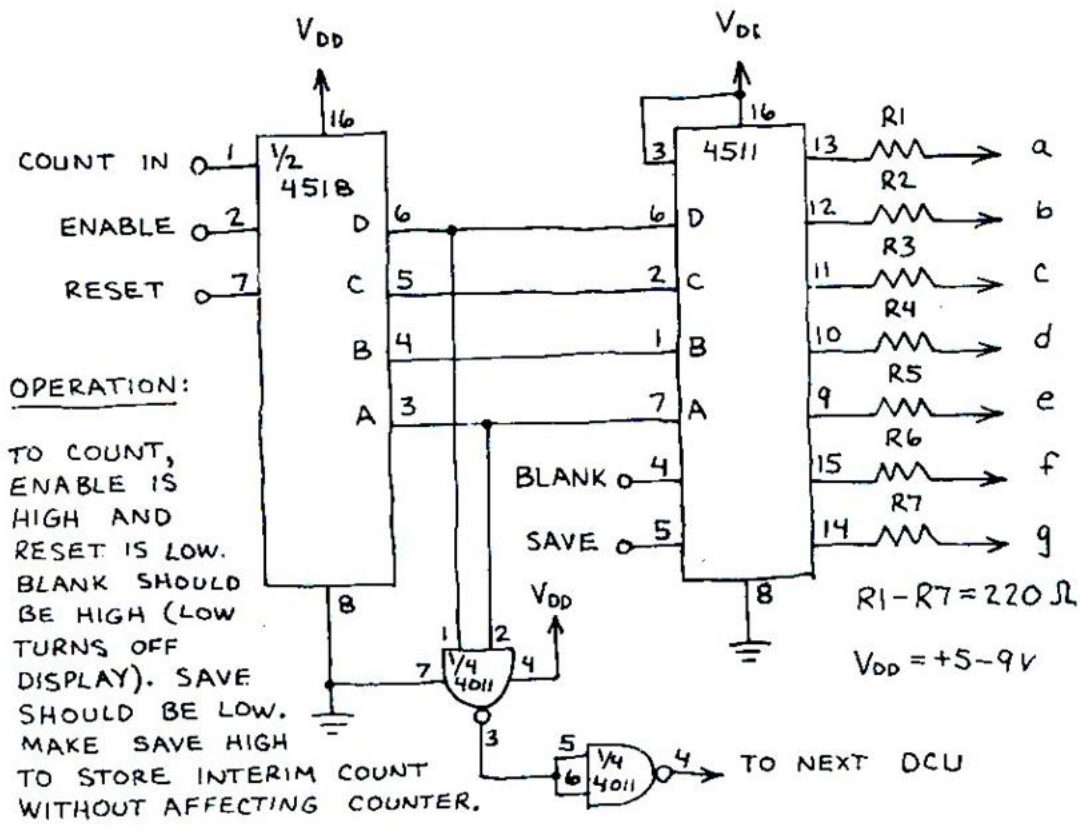 VDD
VDD
16
16
COUNT IN
1
1/2
4518
3
4511
13
R1
a
ENABLE
2
D
6
6
D
12
R2
b
RESET
7
C
5
2
C
11
R3
c
B
4
1
B
10
R4
d
A
3
7
A
9
R5
e
BLANK
4
15
R6
f
SAVE
5
14
R7
g
8
8
R1-R7 = 220 Ω
VDD = +5-9V
OPERATION:
TO COUNT,
ENABLE IS
HIGH AND
RESET IS LOW.
BLANK SHOULD
BE HIGH (LOW
TURNS OFF
DISPLAY). SAVE
SHOULD BE LOW.
MAKE SAVE HIGH
TO STORE INTERIM COUNT
WITHOUT AFFECTING COUNTER.
VDD
1
2
7
1/4
4011
4
3
5
6
1/4
4011
4
TO NEXT DCU